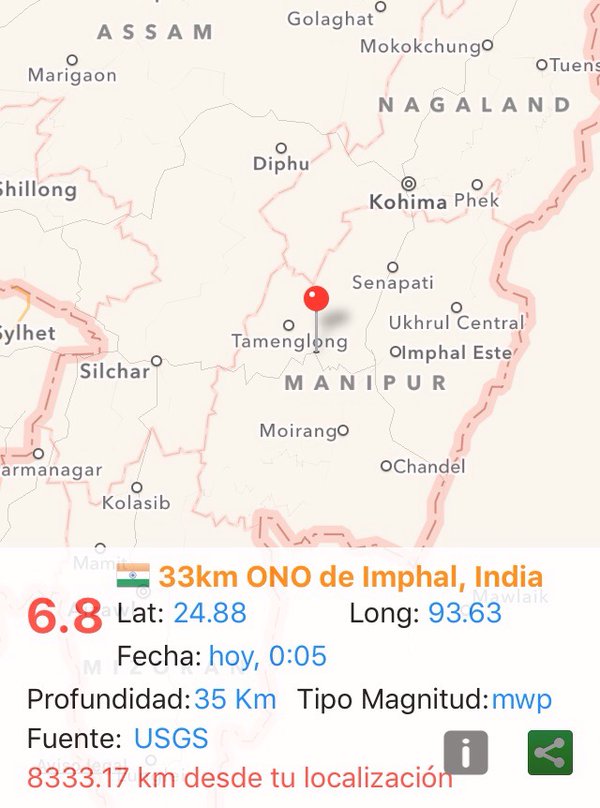 Golaghat
ASSAM
Mokokchung
Marigaon
Tuens
NAGALAND
Diphu
Shillong
Kohima Phek
Senapati
Ukhrul Central
Sylhet
Tamenglong
Imphal Este
Silchar
MANIPUR
Moirang
armanagar
Chandél
Kolasib
Mamit
33km ONO de Imphal, India
Mawlaik
6.8 Lat: 24.88 Long: 93.63
Fecha: hoy, 0:05
MIZORAN
Profundidad: 35 Km Tipo Magnitud: mwp
Fuente: USGS
i
8333.17 km desde tu localización